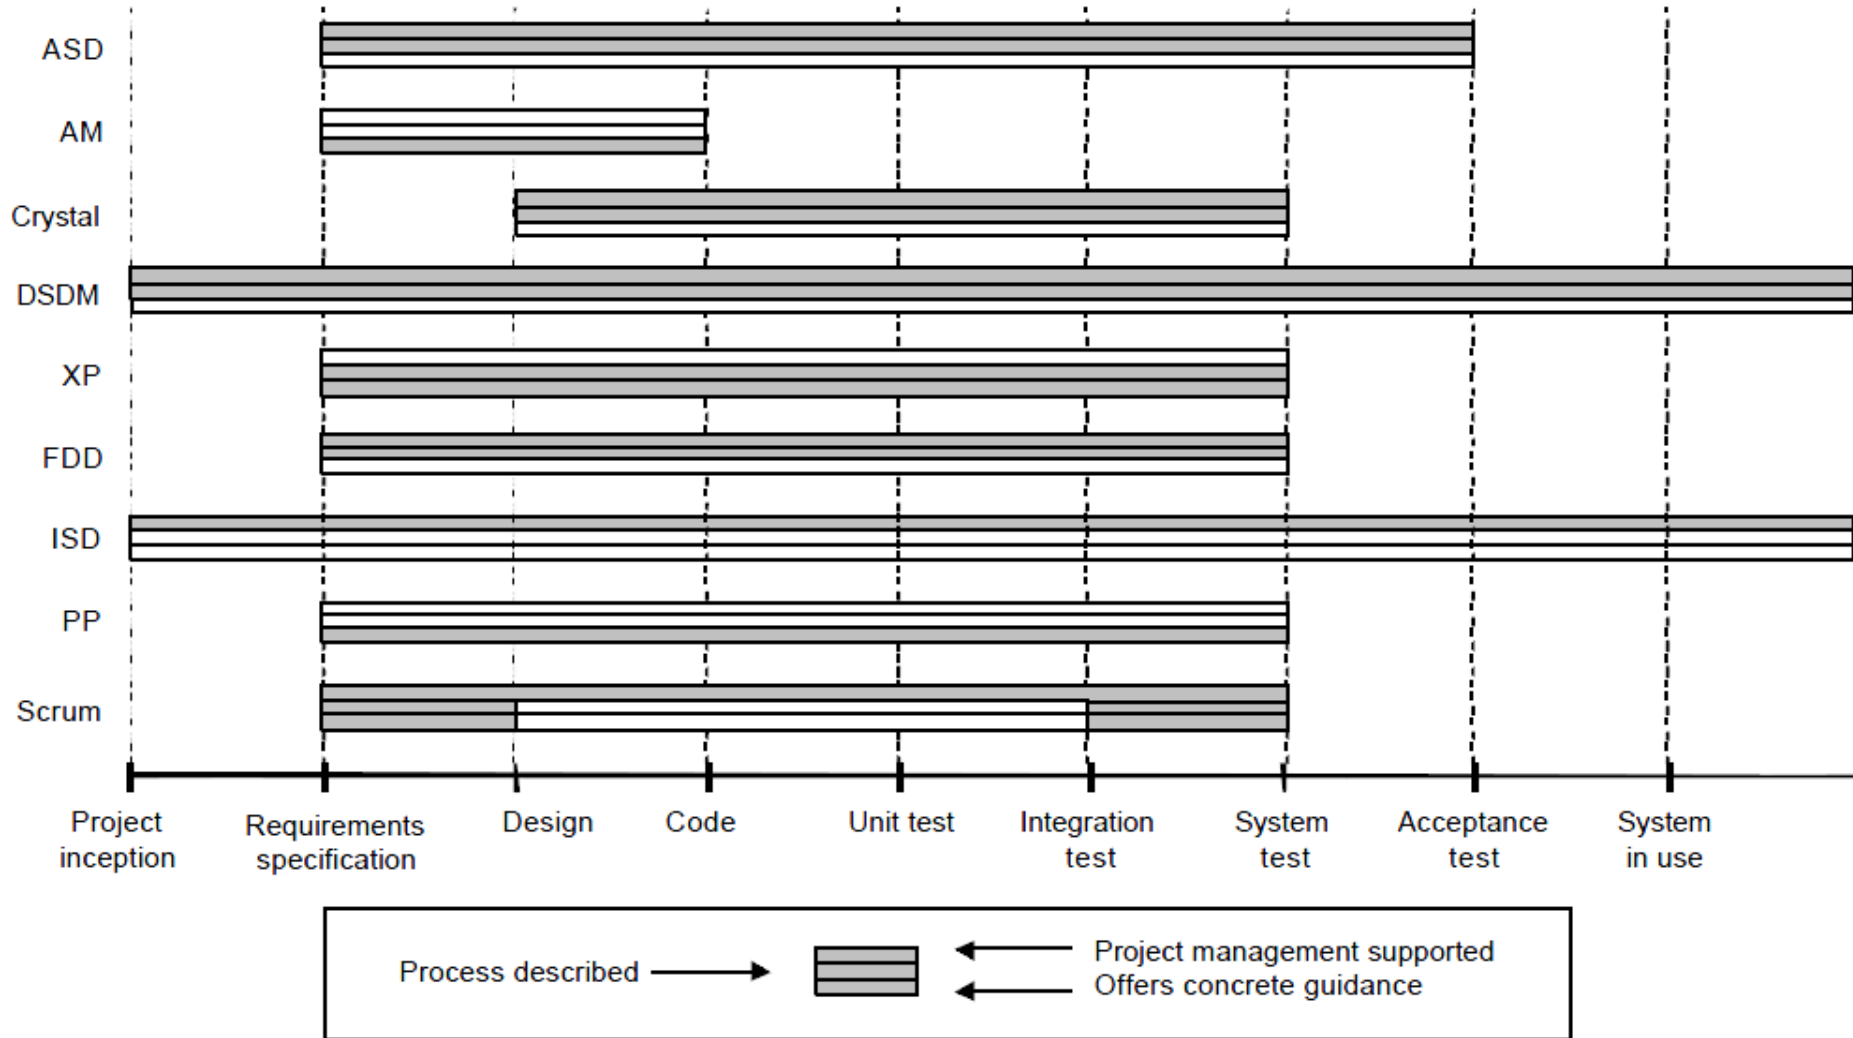 ASD
AM
Crystal
DSDM
XP
FDD
ISD
PP
Scrum
Project
inception
Requirements
specification
Design
Code
Unit test
Integration
test
System
test
Acceptance
test
System
in use
Process described
Project management supported
Offers concrete guidance